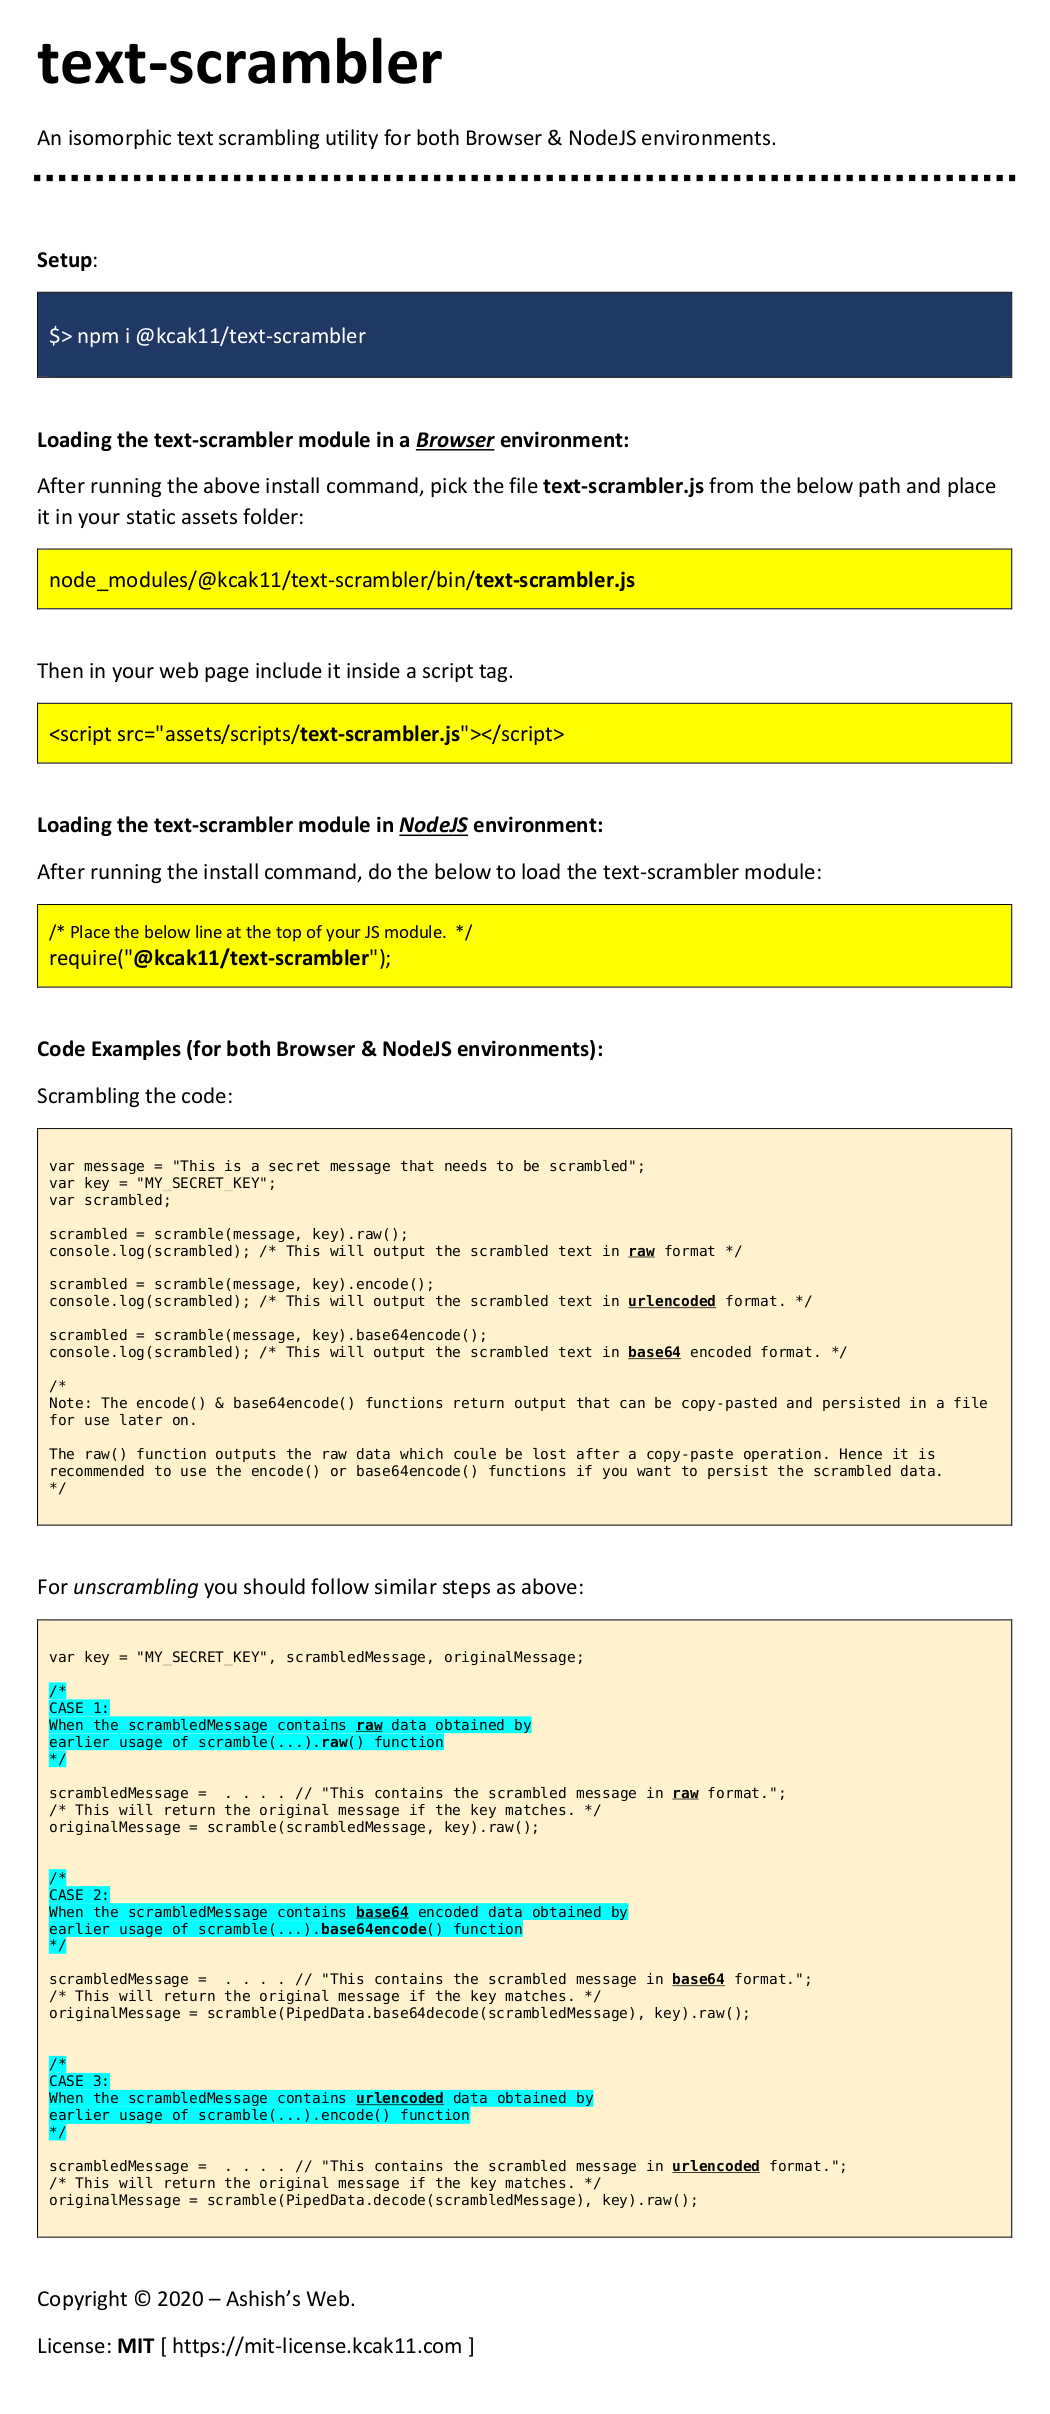 text-scrambler
An isomorphic text scrambling utility for both Browser & NodeJS environments.
Setup:
$> npm i @kcak11/text-scrambler
Loading the text-scrambler module in a Browser environment:
After running the above install command, pick the file text-scrambler.js from the below path and place
it in your static assets folder:
node_modules/@kcak11/text-scrambler/bin/text-scrambler.js
Then in your web page include it inside a script tag.
<script src="assets/scripts/text-scrambler.js"></script>
Loading the text-scrambler module in NodeJS environment:
After running the install command, do the below to load the text-scrambler module:
/* Place the below line at the top of your JS module.  */
require("@kcak11/text-scrambler");
Code Examples (for both Browser & NodeJS environments):
Scrambling the code:
var message = "This is a secret message that needs to be scrambled";
var key = "MY_SECRET_KEY";
var scrambled;
scrambled = scramble(message, key).raw();
console.log(scrambled); /* This will output the scrambled text in raw format */
scrambled = scramble(message, key).encode();
console.log(scrambled); /* This will output the scrambled text in urlencoded format. */
scrambled = scramble(message, key).base64encode();
console.log(scrambled); /* This will output the scrambled text in base64 encoded format. */
/*
Note: The encode() & base64encode() functions return output that can be copy-pasted and persisted in a file
for use later on.
The raw() function outputs the raw data which coule be lost after a copy-paste operation. Hence it is
recommended to use the encode() or base64encode() functions if you want to persist the scrambled data.
*/
For unscrambling you should follow similar steps as above:
var key = "MY_SECRET_KEY", scrambledMessage, originalMessage;
/*
CASE 1:
When the scrambledMessage contains raw data obtained by
earlier usage of scramble(...).raw() function
*/
scrambledMessage =  . . . . // "This contains the scrambled message in raw format.";
/* This will return the original message if the key matches. */
originalMessage = scramble(scrambledMessage, key).raw();
/*
CASE 2:
When the scrambledMessage contains base64 encoded data obtained by
earlier usage of scramble(...).base64encode() function
*/
scrambledMessage =  . . . . // "This contains the scrambled message in base64 format.";
/* This will return the original message if the key matches. */
originalMessage = scramble(PipedData.base64decode(scrambledMessage), key).raw();
/*
CASE 3:
When the scrambledMessage contains urlencoded data obtained by
earlier usage of scramble(...).encode() function
*/
scrambledMessage =  . . . . // "This contains the scrambled message in urlencoded format.";
/* This will return the original message if the key matches. */
originalMessage = scramble(PipedData.decode(scrambledMessage), key).raw();
Copyright © 2020 – Ashish’s Web.
License: MIT [ https://mit-license.kcak11.com ]